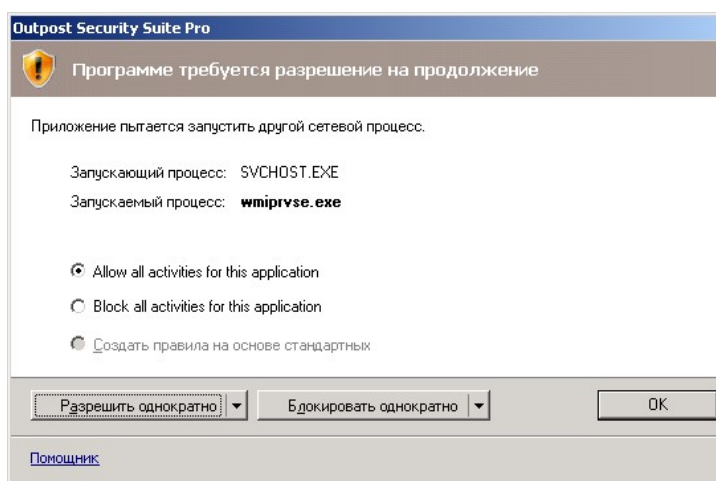 Outpost Security Suite Pro
Программе требуется разрешение на продолжение
Приложение пытается запустить другой сетевой процесс.
Запускающий процесс: SVCHOST.EXE
Запускаемый процесс: wmiprvse.exe
Allow all activities for this application
Block all activities for this application
Создать правила на основе стандартных
Разрешить однократно Блокировать однократно OK
Помощник